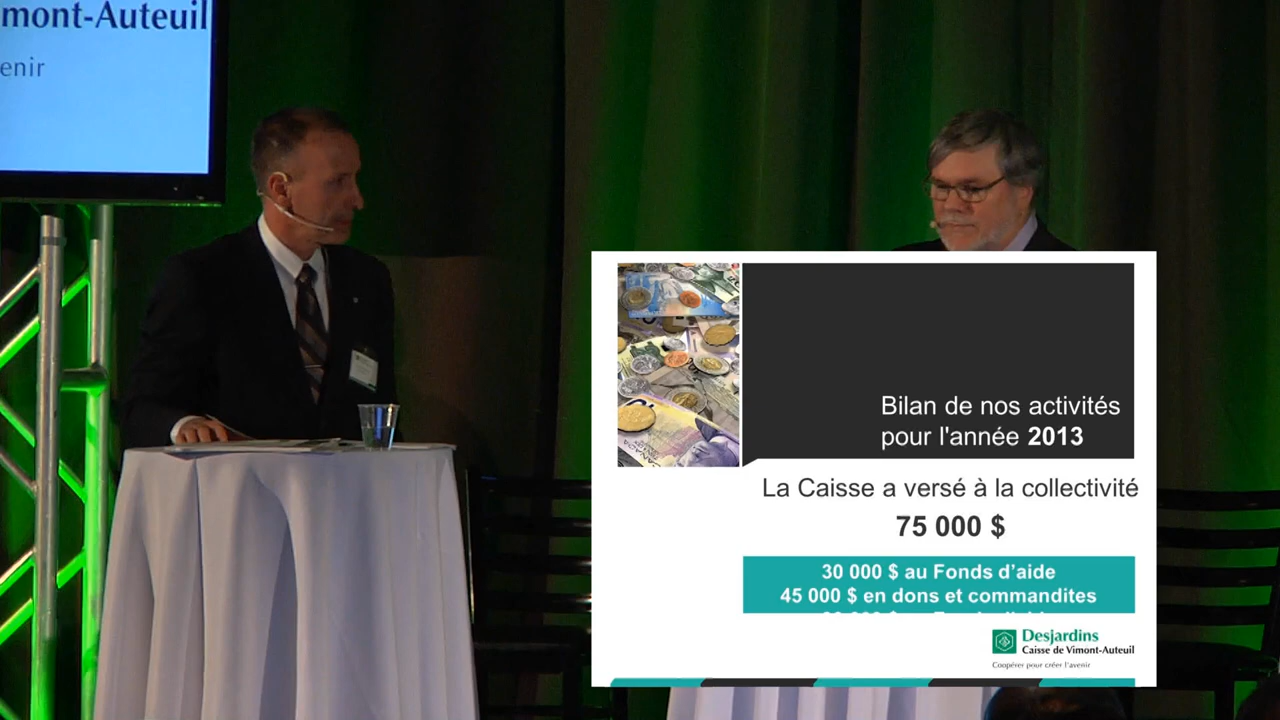 mont-Auteuil
enir
Bilan de nos activités
pour l'année 2013
La Caisse a versé à la collectivité
75 000 $
30 000 $ au Fonds d'aide
45 000 $ en dons et commandites
Desjardins
Caisse de Vimont-Auteuil
Coopérer pour créer l'avenir